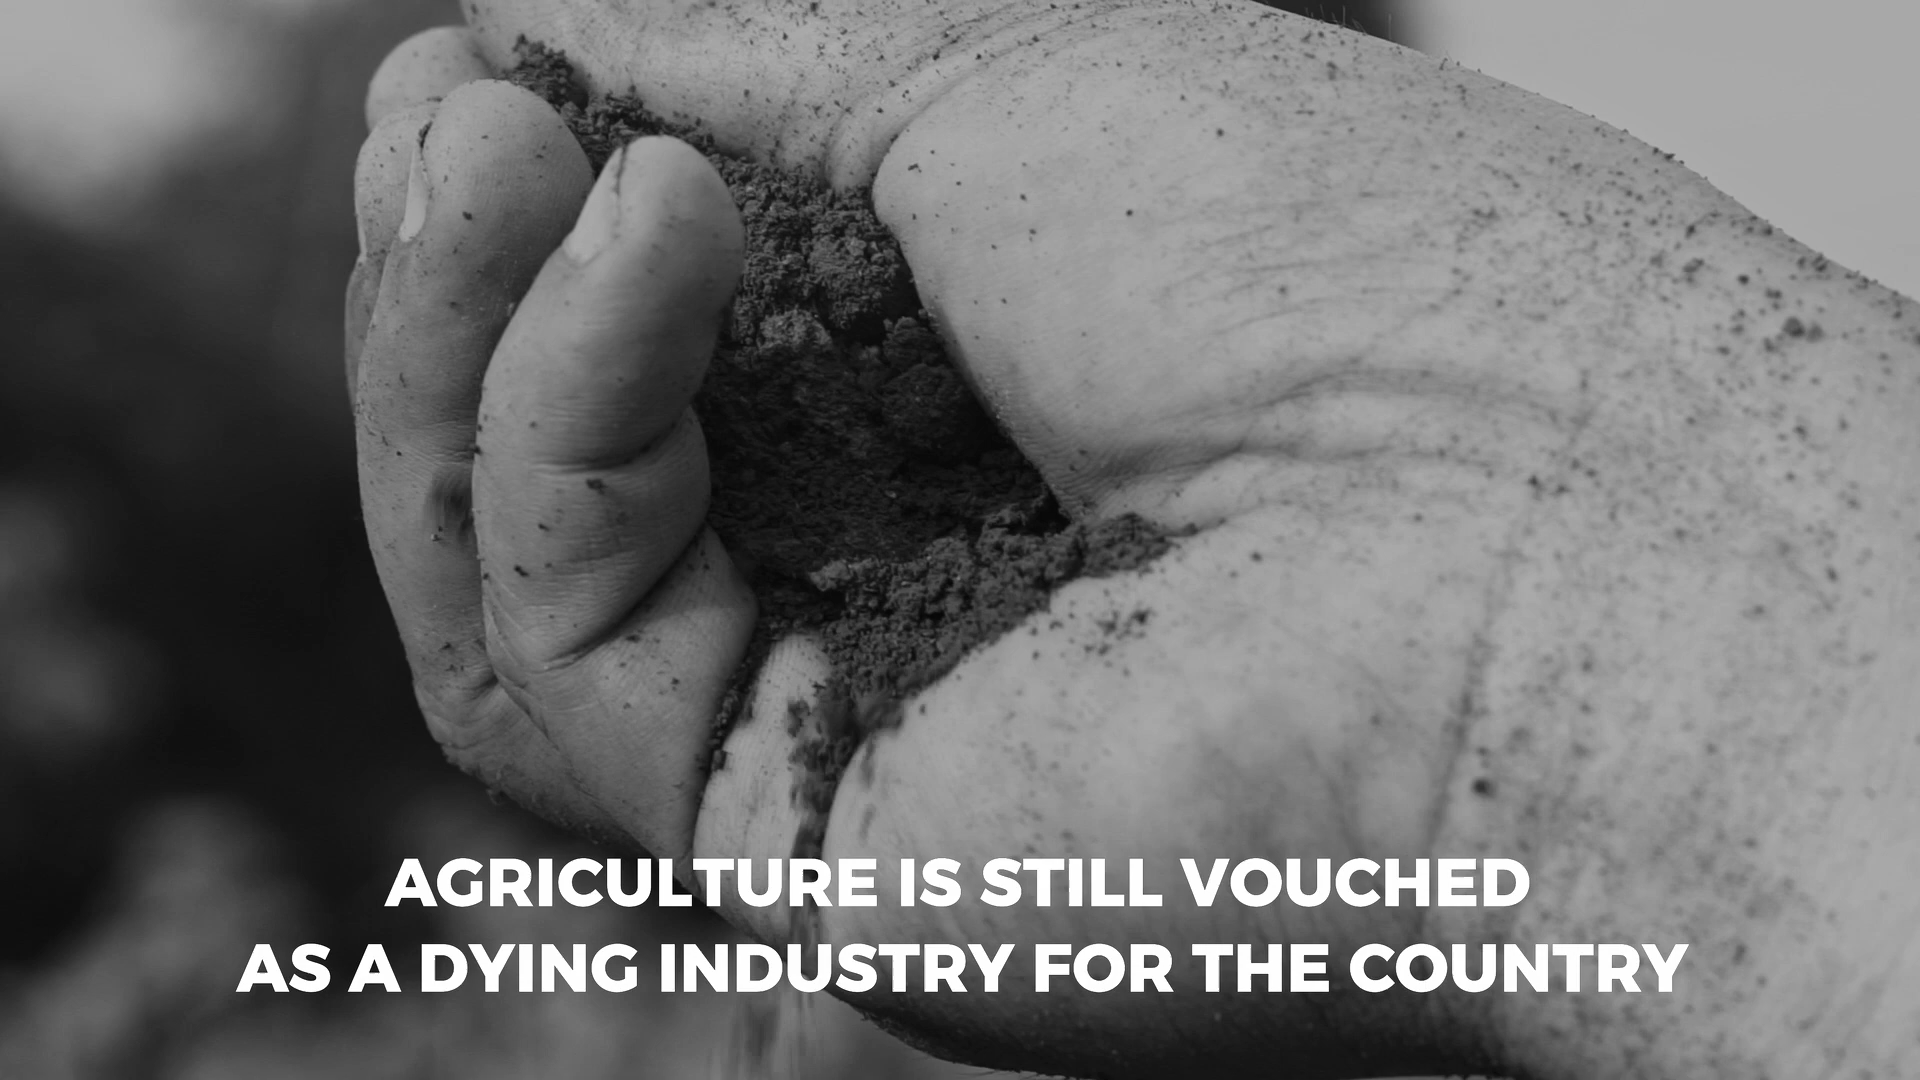 AGRICULTURE IS STILL VOUCHED
AS A DYING INDUSTRY FOR THE COUNTRY